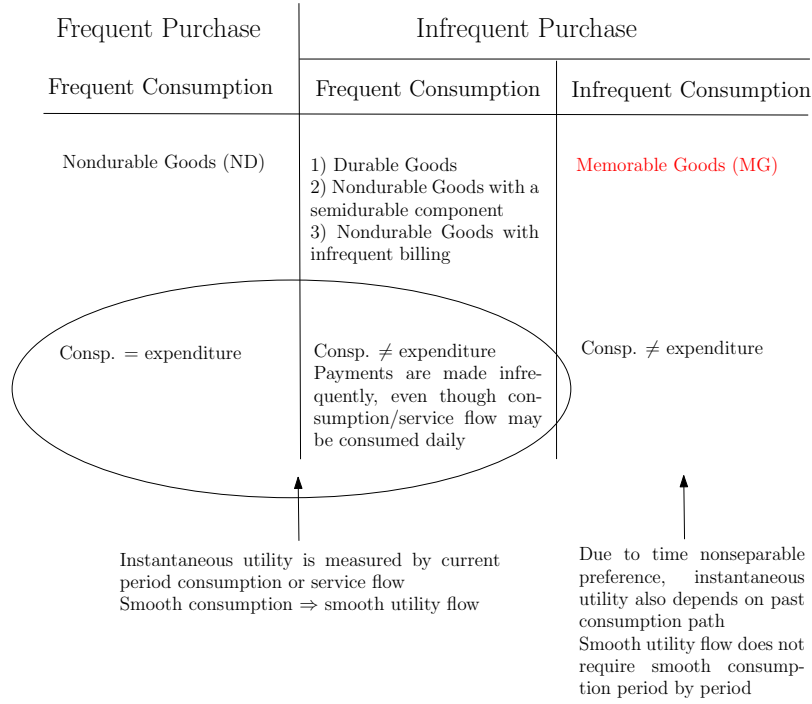 Frequent Purchase
Infrequent Purchase
Frequent Consumption
Frequent Consumption
Infrequent Consumption
Nondurable Goods (ND)
1) Durable Goods
2) Nondurable Goods with a
semidurable component
3) Nondurable Goods with
infrequent billing
Memorable Goods (MG)
Consp. = expenditure
Consp. ≠ expenditure
Payments are made infre-
quently, even though con-
sumption/service flow may
be consumed daily
Consp. ≠ expenditure
Instantaneous utility is measured by current
period consumption or service flow
Smooth consumption ⇒ smooth utility flow
Due to time nonseparable
preference, instantaneous
utility also depends on past
consumption path
Smooth utility flow does not
require smooth consump-
tion period by period